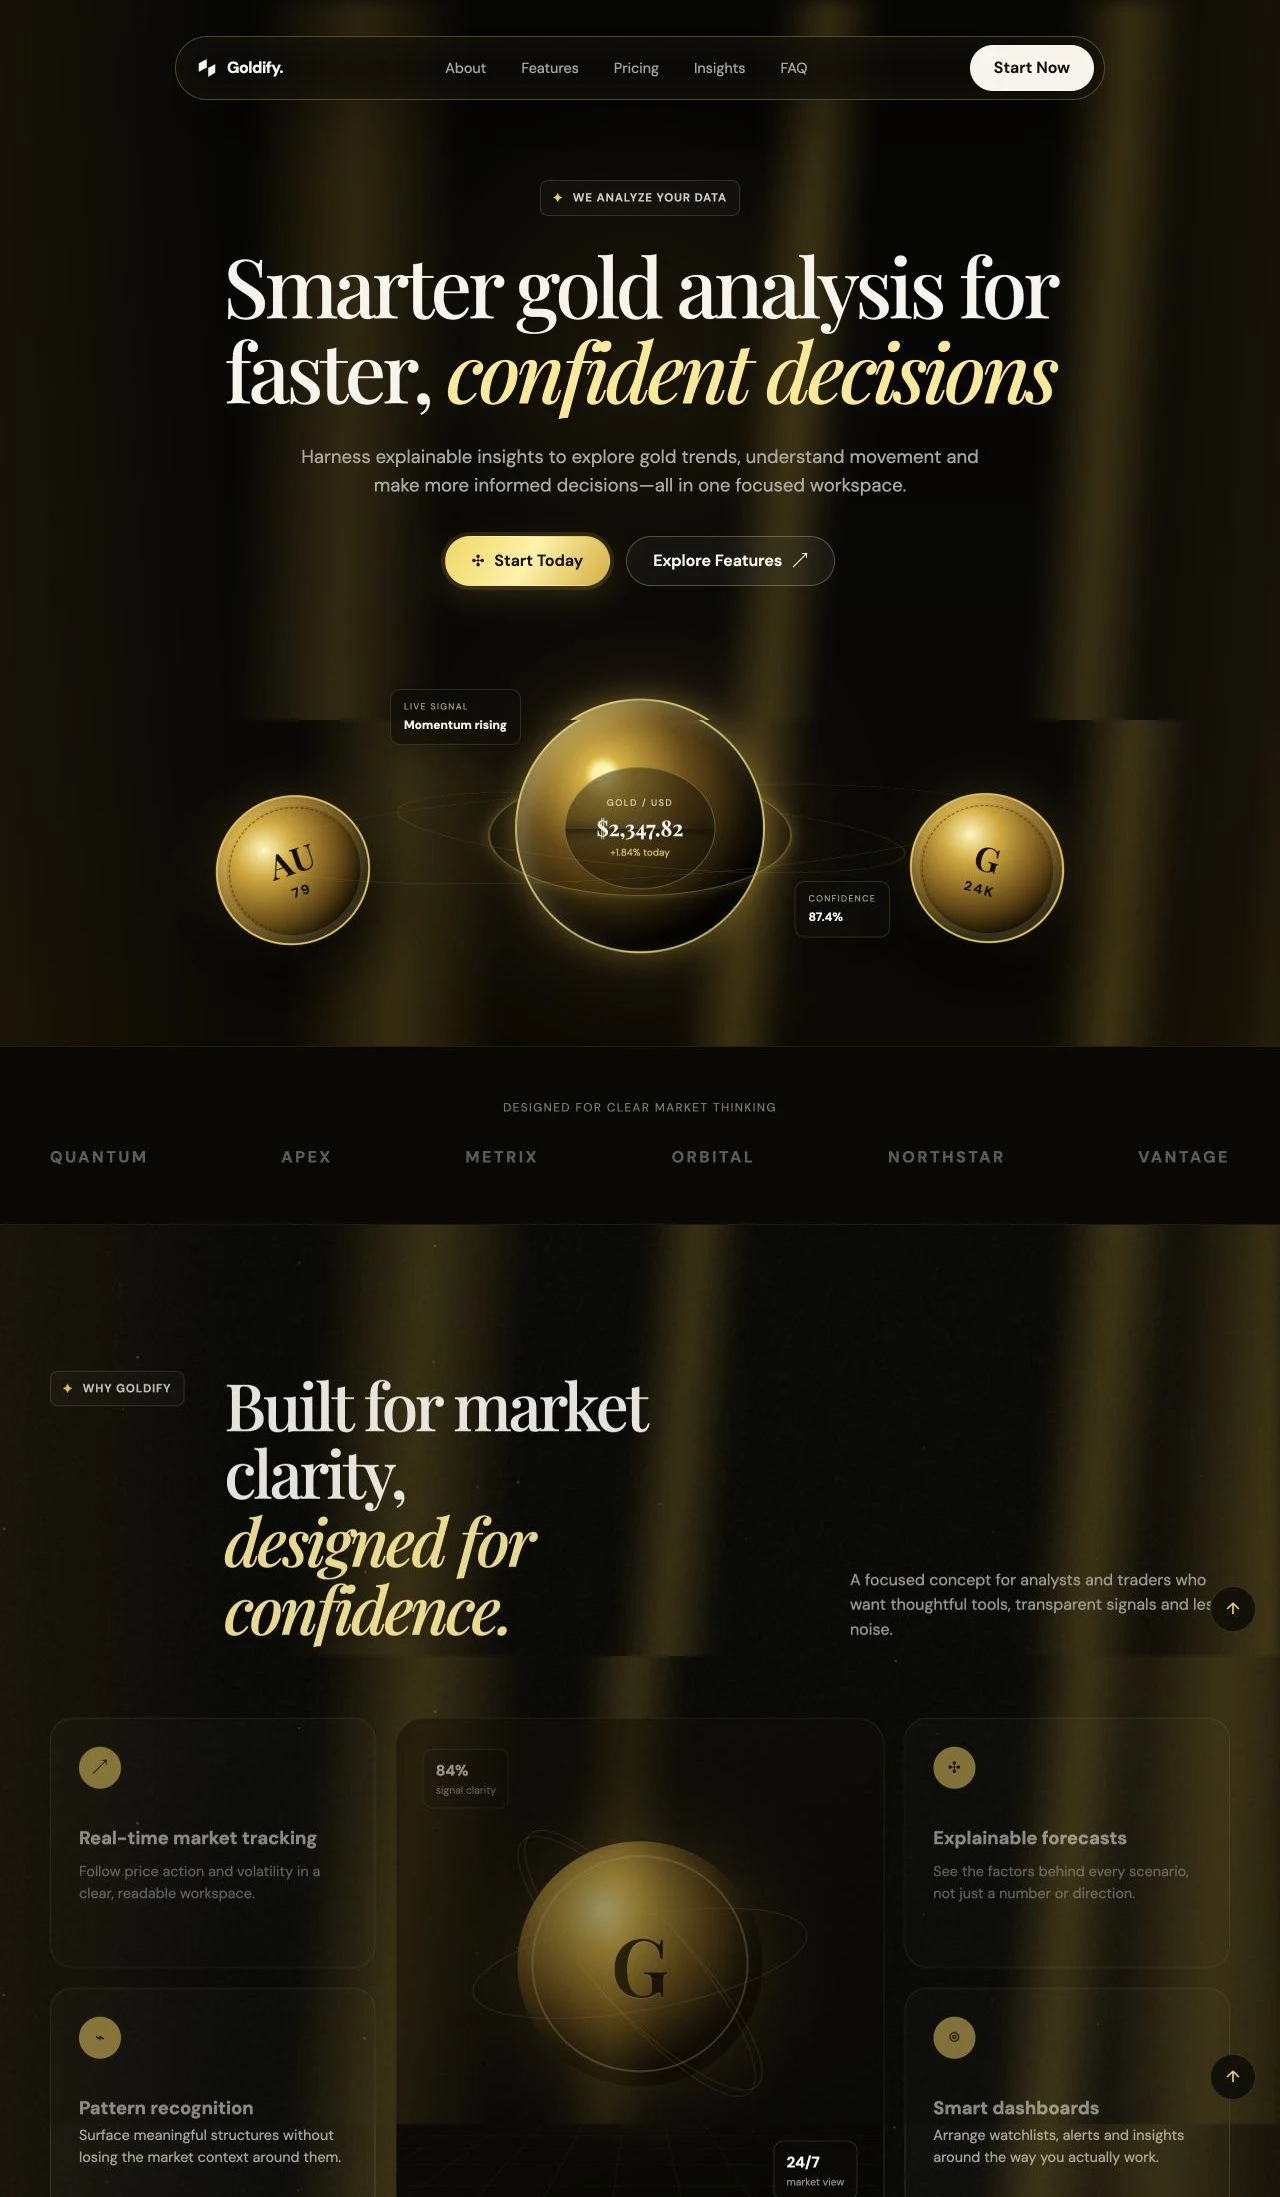 Goldify.
About
Features
Pricing
Insights
FAQ
Start Now
WE ANALYZE YOUR DATA
Smarter gold analysis for
faster, confident decisions
Harness explainable insights to explore gold trends, understand movement and
make more informed decisions—all in one focused workspace.
Start Today
Explore Features
LIVE SIGNAL
Momentum rising
GOLD / USD
$2,347.82
+1.84% today
AU
79
G
24K
CONFIDENCE
87.4%
DESIGNED FOR CLEAR MARKET THINKING
QUANTUM
APEX
METRIX
ORBITAL
NORTHSTAR
VANTAGE
WHY GOLDIFY
Built for market
clarity,
designed for
confidence.
A focused concept for analysts and traders who
want thoughtful tools, transparent signals and
noise.
84%
signal clarity
Real-time market tracking
Follow price action and volatility in a
clear, readable workspace.
Explainable forecasts
See the factors behind every scenario,
not just a number or direction.
G
Pattern recognition
Surface meaningful structures without
losing the market context around them.
Smart dashboards
Arrange watchlists, alerts and insights
around the way you actually work.
24/7
market view